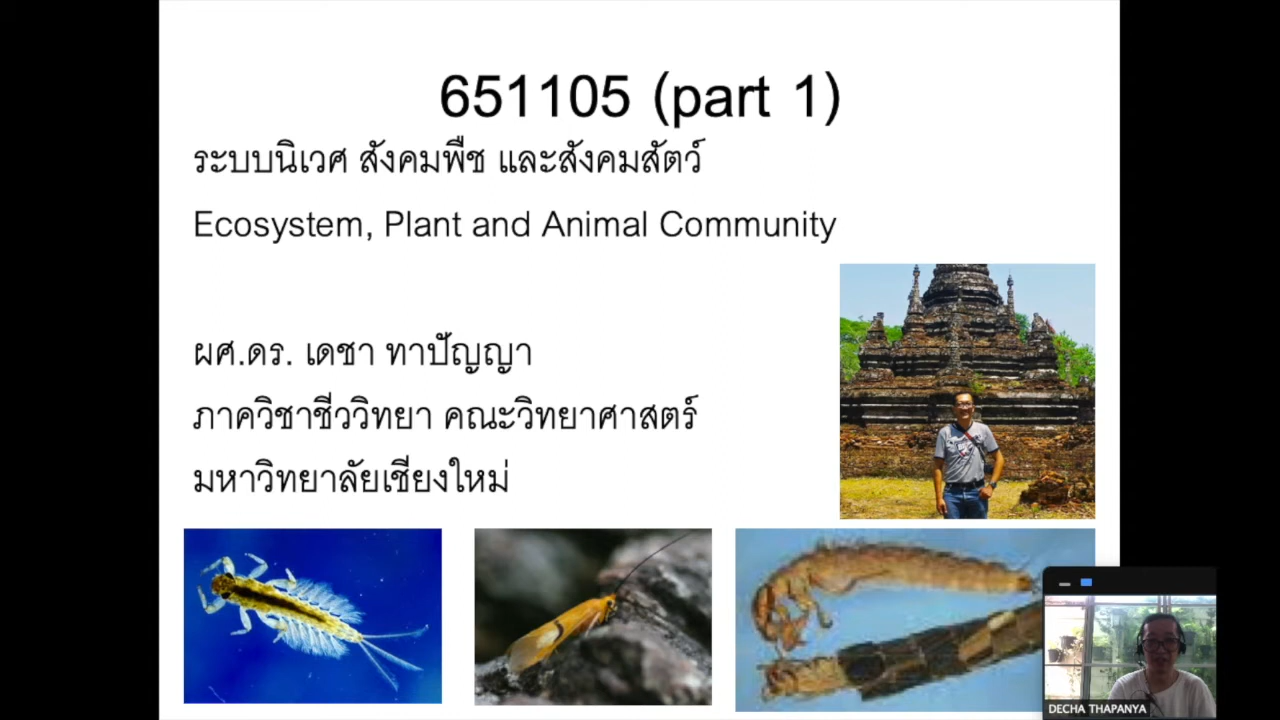 651105 (part 1)
ระบบนิเวศ สังคมพืช และสังคมสัตว์
Ecosystem, Plant and Animal Community
ผศ.ดร. เดชา ทาปัญญา
ภาควิชาชีววิทยา คณะวิทยาศาสตร์
มหาวิทยาลัยเชียงใหม่
DECHA THAPANYA